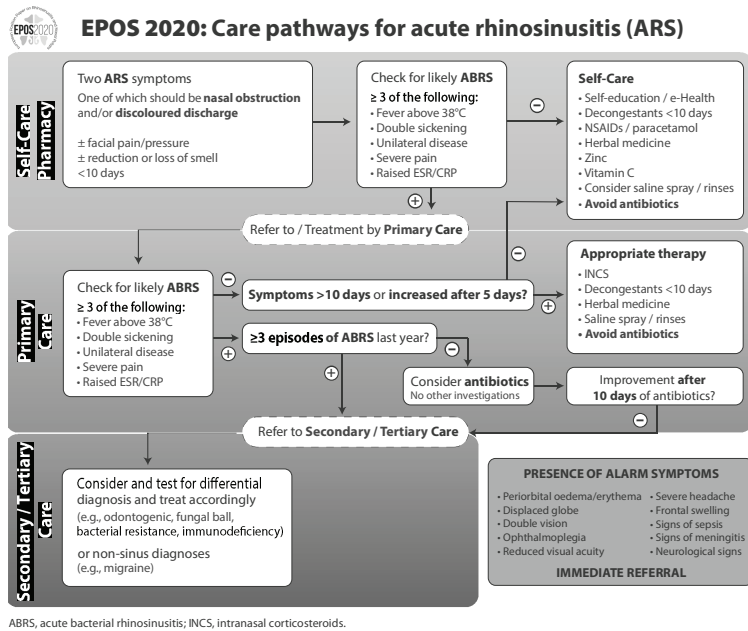 EPOS2020
EPOS 2020: Care pathways for acute rhinosinusitis (ARS)
Self-Care
Pharmacy
Two ARS symptoms
One of which should be nasal obstruction
and/or discoloured discharge
± facial pain/pressure
± reduction or loss of smell
<10 days
Check for likely ABRS
≥ 3 of the following:
• Fever above 38°C
• Double sickening
• Unilateral disease
• Severe pain
• Raised ESR/CRP
−
+
Self-Care
• Self-education / e-Health
• Decongestants <10 days
• NSAIDs / paracetamol
• Herbal medicine
• Zinc
• Vitamin C
• Consider saline spray / rinses
• Avoid antibiotics
Refer to / Treatment by Primary Care
Primary
Care
Check for likely ABRS
≥ 3 of the following:
• Fever above 38°C
• Double sickening
• Unilateral disease
• Severe pain
• Raised ESR/CRP
−
+
Symptoms >10 days or increased after 5 days?
−
+
Appropriate therapy
• INCS
• Decongestants <10 days
• Herbal medicine
• Saline spray / rinses
• Avoid antibiotics
≥3 episodes of ABRS last year?
−
+
Consider antibiotics
No other investigations
Improvement after
10 days of antibiotics?
−
Refer to Secondary / Tertiary Care
Secondary / Tertiary
Care
Consider and test for differential
diagnosis and treat accordingly
(e.g., odontogenic, fungal ball,
bacterial resistance, immunodeficiency)
or non-sinus diagnoses
(e.g., migraine)
PRESENCE OF ALARM SYMPTOMS
• Periorbital oedema/erythema
• Displaced globe
• Double vision
• Ophthalmoplegia
• Reduced visual acuity
• Severe headache
• Frontal swelling
• Signs of sepsis
• Signs of meningitis
• Neurological signs
IMMEDIATE REFERRAL
ABRS, acute bacterial rhinosinusitis; INCS, intranasal corticosteroids.